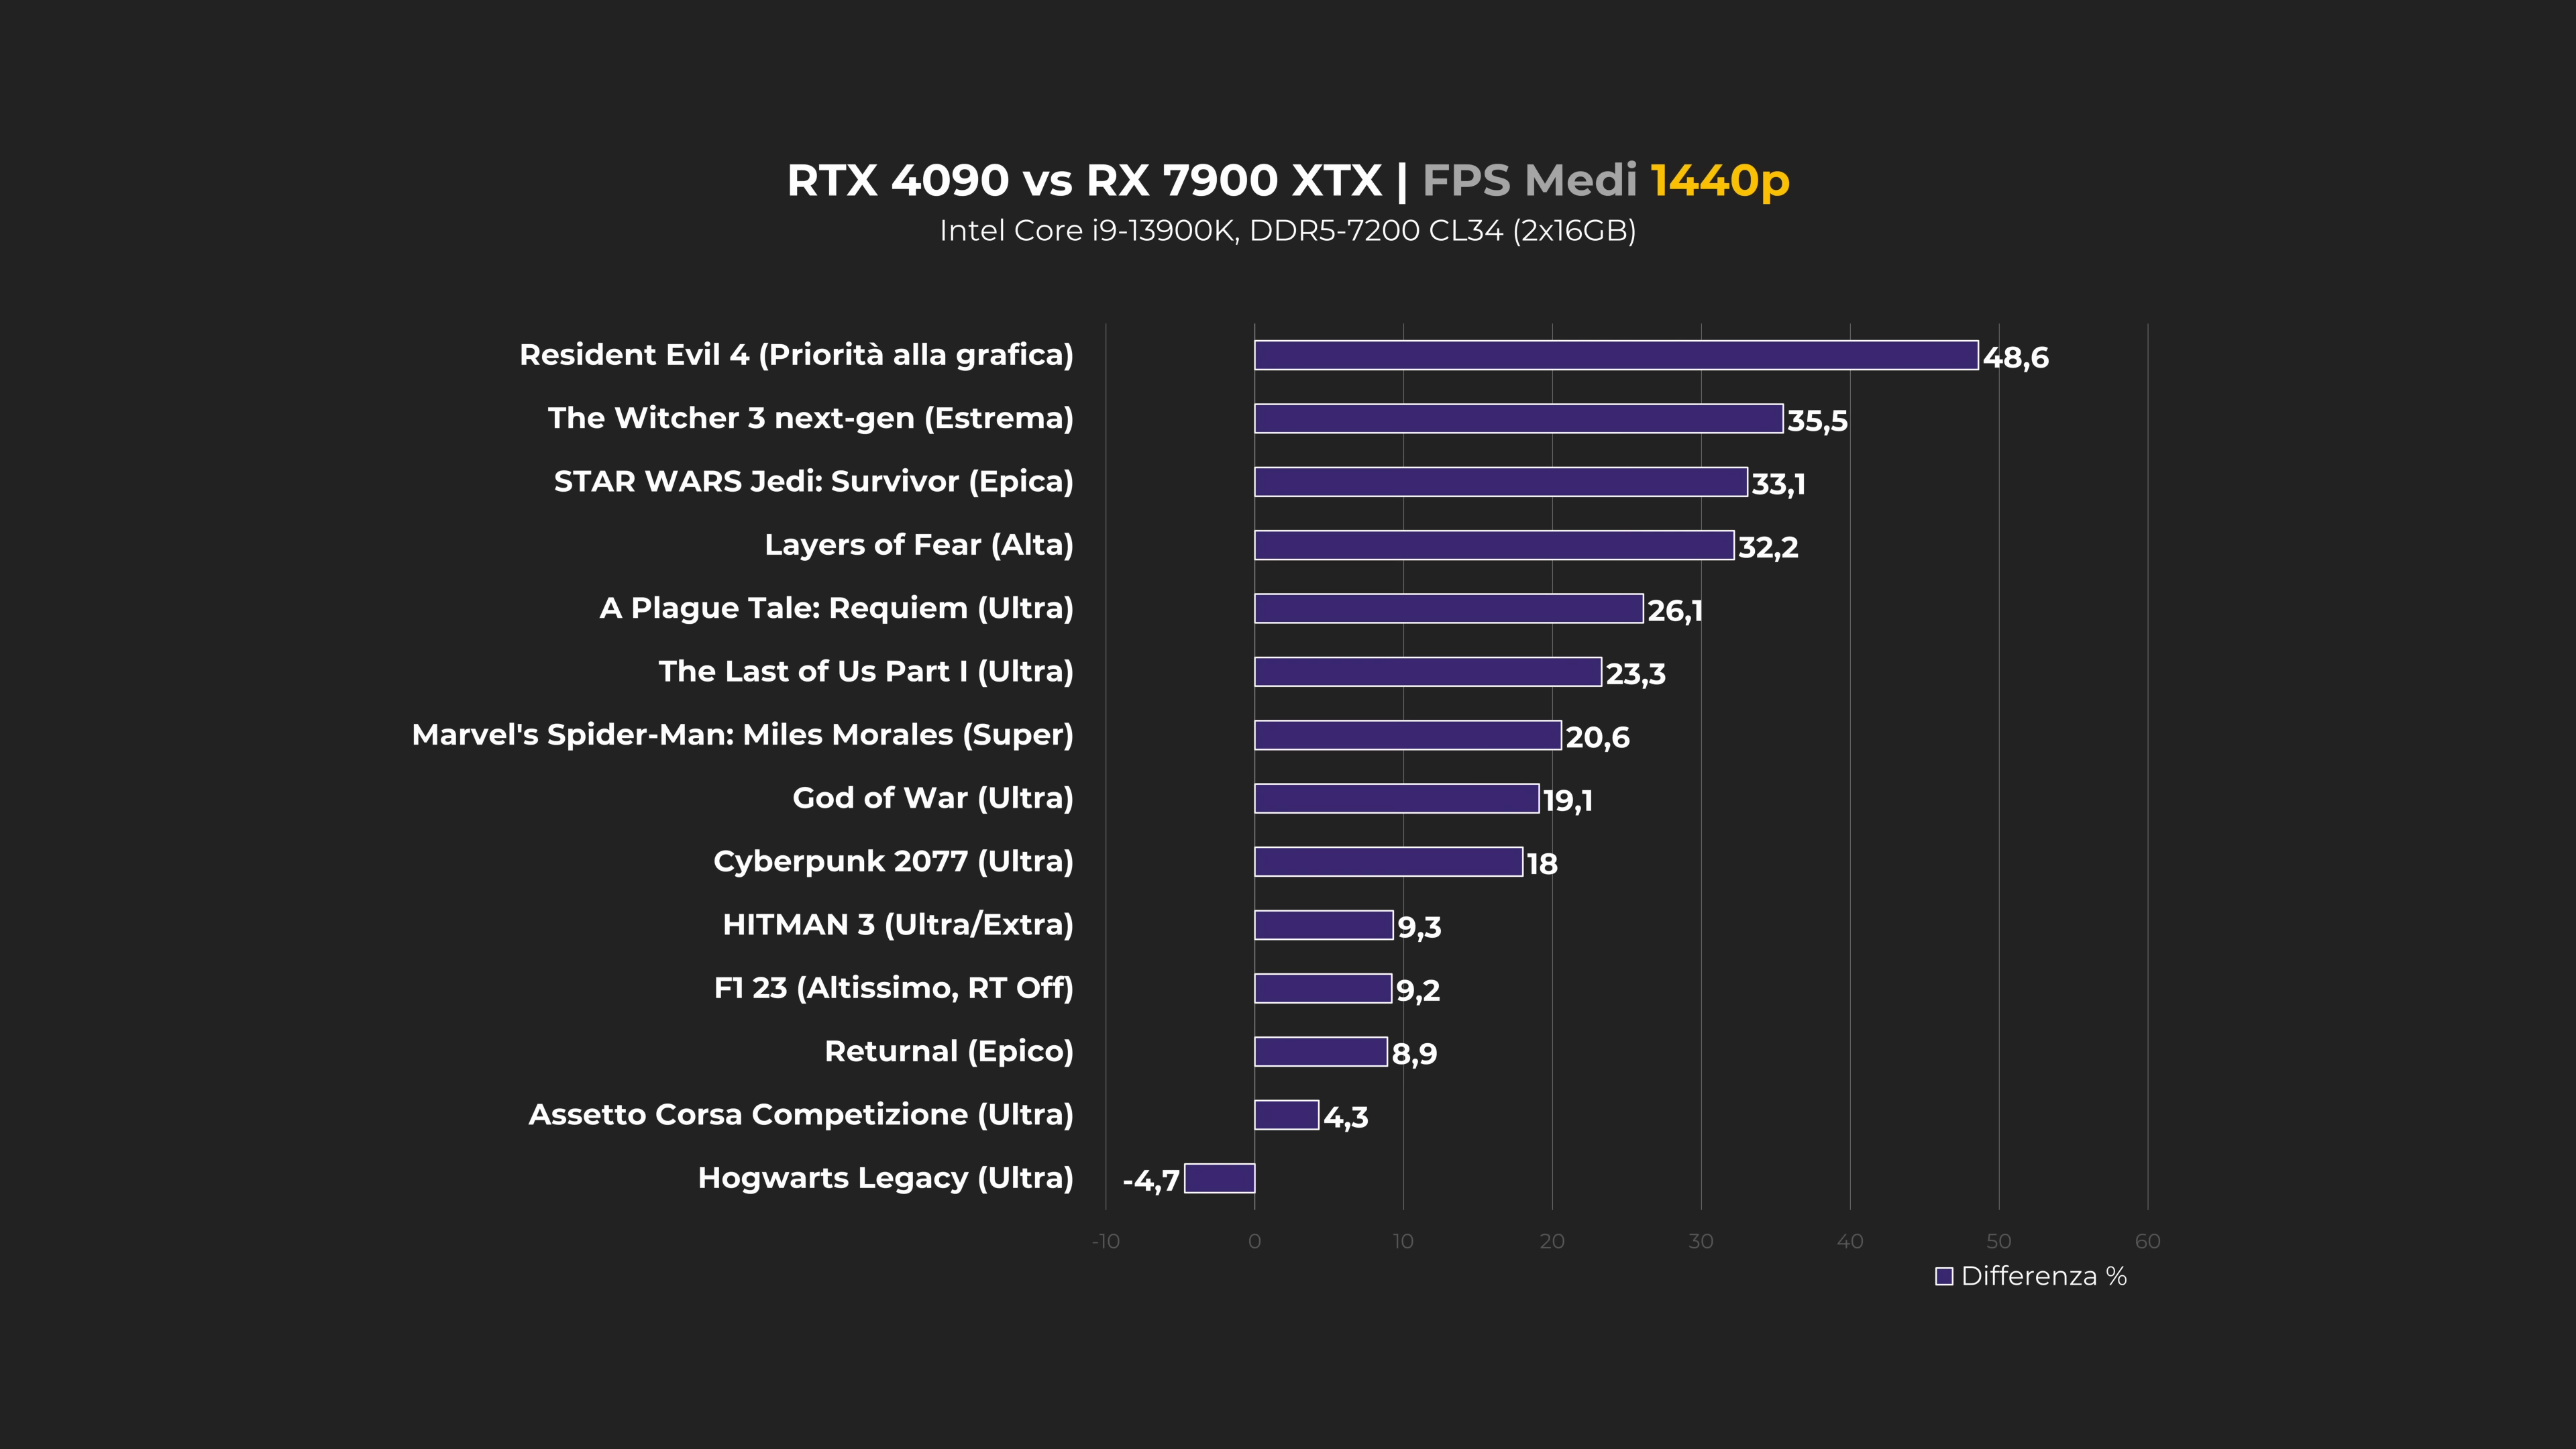 RTX 4090 vs RX 7900 XTX | FPS Medi 1440p
Intel Core i9-13900K, DDR5-7200 CL34 (2x16GB)
Resident Evil 4 (Priorità alla grafica) 48,6
The Witcher 3 next-gen (Estrema) 35,5
STAR WARS Jedi: Survivor (Epica) 33,1
Layers of Fear (Alta) 32,2
A Plague Tale: Requiem (Ultra) 26,1
The Last of Us Part I (Ultra) 23,3
Marvel's Spider-Man: Miles Morales (Super) 20,6
God of War (Ultra) 19,1
Cyberpunk 2077 (Ultra) 18
HITMAN 3 (Ultra/Extra) 9,3
F1 23 (Altissimo, RT Off) 9,2
Returnal (Epico) 8,9
Assetto Corsa Competizione (Ultra) 4,3
Hogwarts Legacy (Ultra) -4,7
-10 0 10 20 30 40 50 60
Differenza %